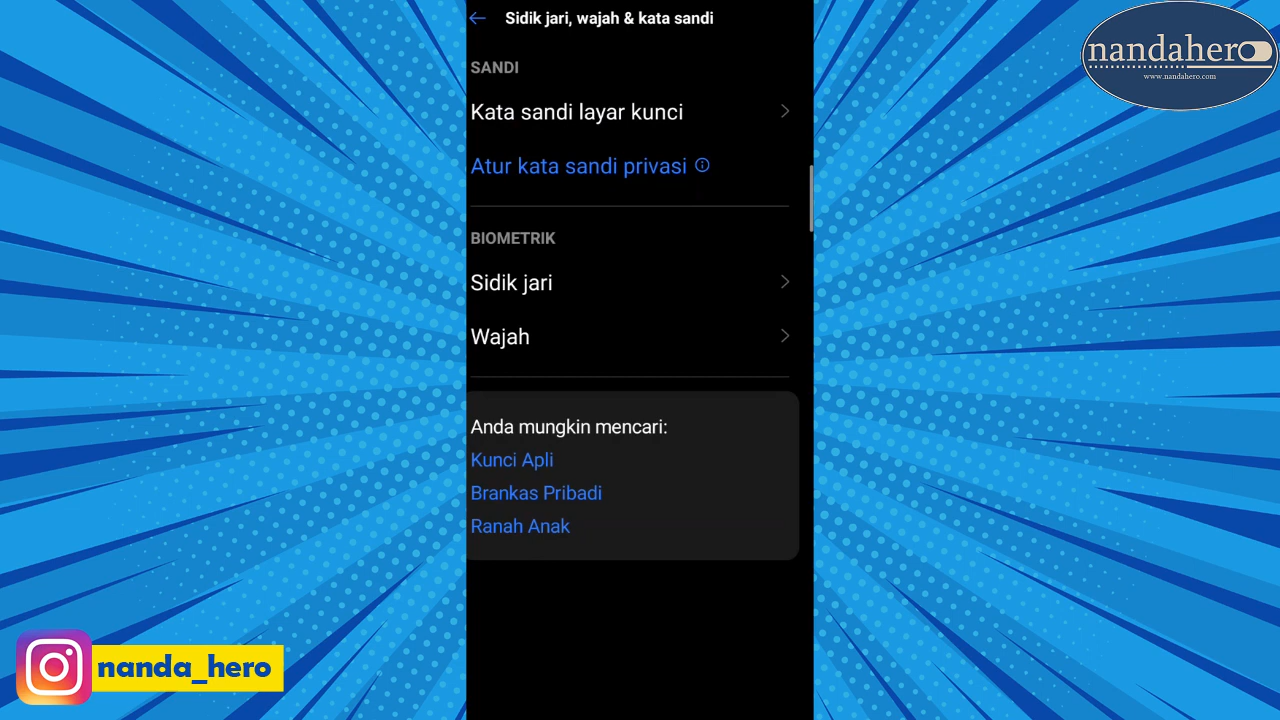 Sidik jari, wajah & kata sandi
SANDI
Kata sandi layar kunci
Atur kata sandi privasi
BIOMETRIK
Sidik jari
Wajah
Anda mungkin mencari:
Kunci Apli
Brankas Pribadi
Ranah Anak
nandahero
www.nandahero.com
nanda_hero